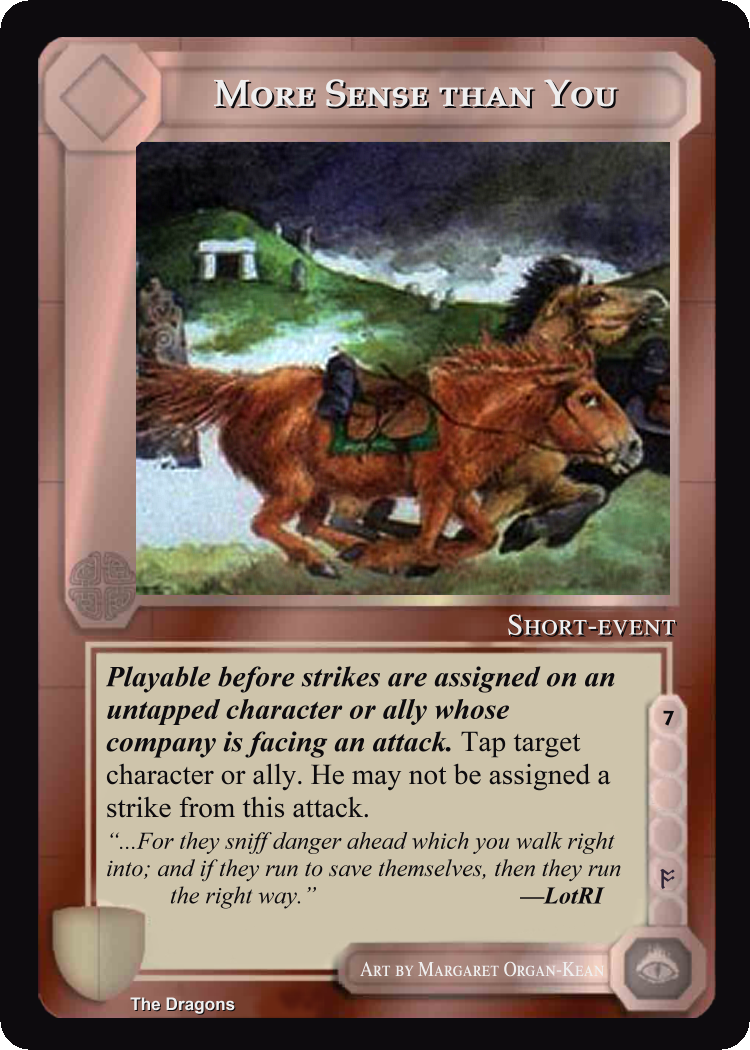 More Sense than You
Short-event
Playable before strikes are assigned on an
untapped character or ally whose
company is facing an attack. Tap target
character or ally. He may not be assigned a
strike from this attack.
“...For they sniff danger ahead which you walk right
into; and if they run to save themselves, then they run
the right way.” —LotRI
7
ᚩ
Art by Margaret Organ-Kean
The Dragons